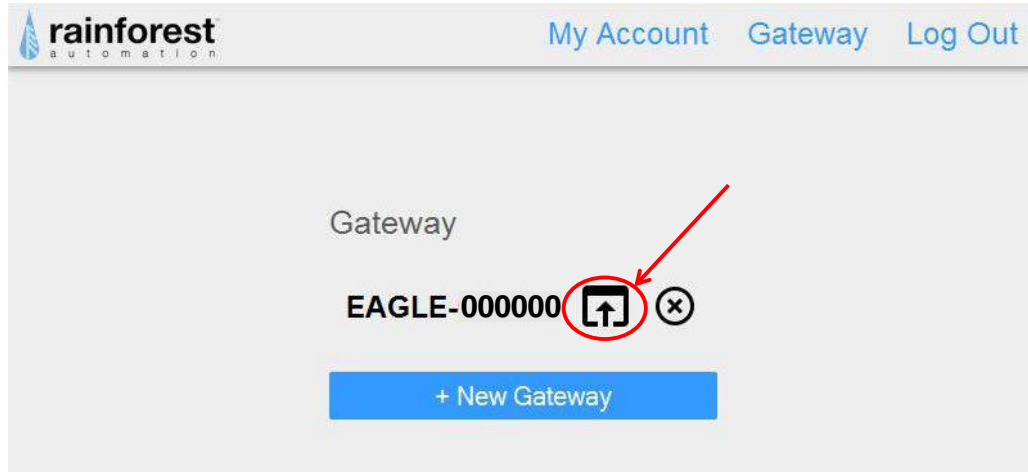 rainforest My Account Gateway Log Out
automation
Gateway
EAGLE-000000
+ New Gateway